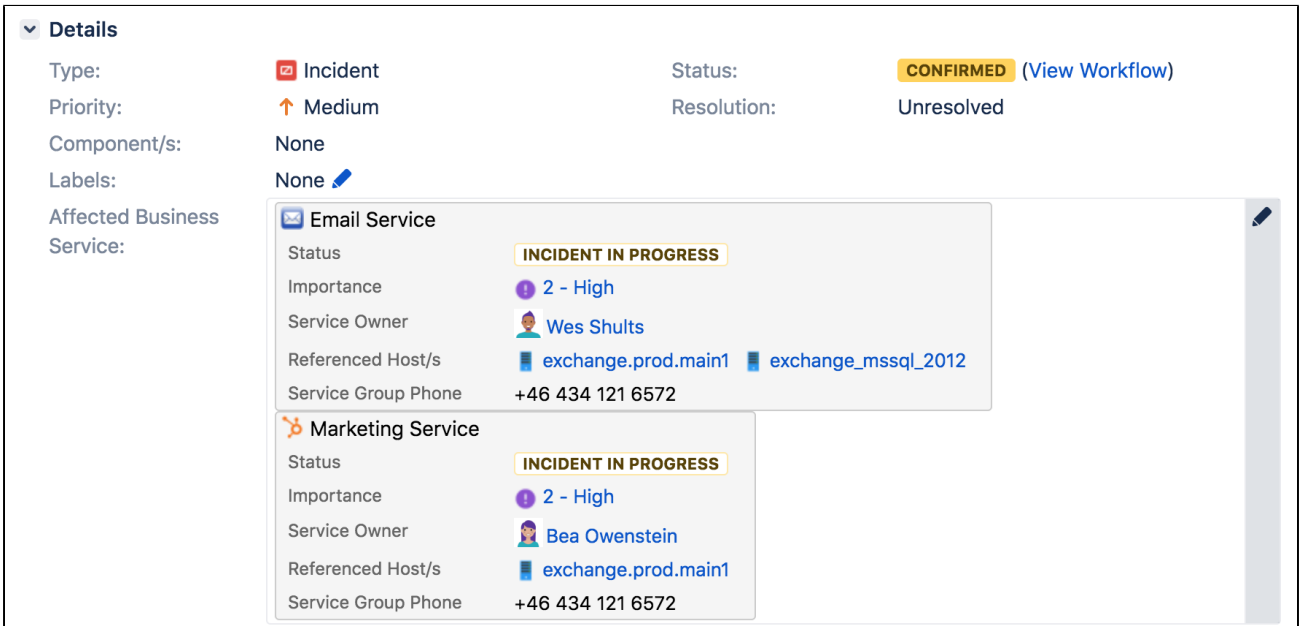 Details
Type: Incident Status: CONFIRMED (View Workflow)
Priority: Medium Resolution: Unresolved
Component/s: None
Labels: None
Affected Business Service:
Email Service
Status INCIDENT IN PROGRESS
Importance 2 - High
Service Owner Wes Shults
Referenced Host/s exchange.prod.main1 exchange_mssql_2012
Service Group Phone +46 434 121 6572
Marketing Service
Status INCIDENT IN PROGRESS
Importance 2 - High
Service Owner Bea Owenstein
Referenced Host/s exchange.prod.main1
Service Group Phone +46 434 121 6572